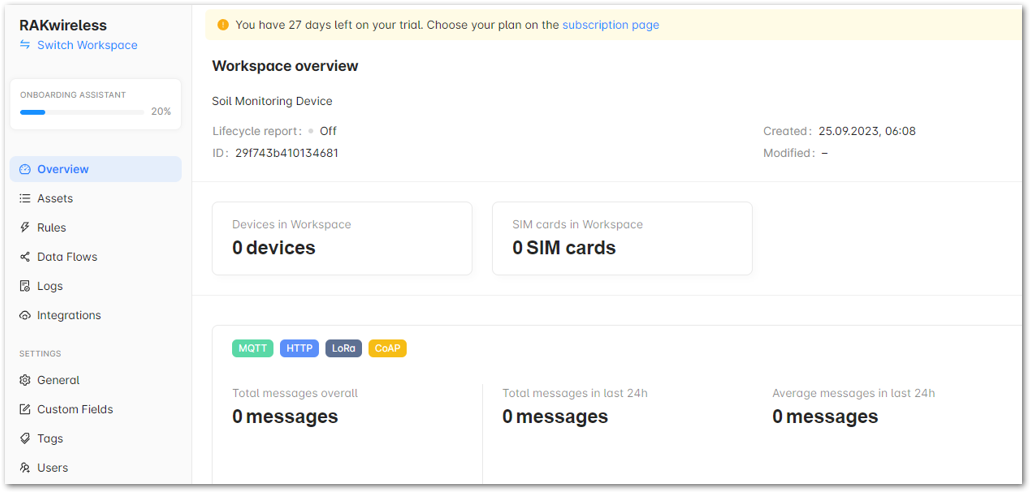 RAKwireless
Switch Workspace
ONBOARDING ASSISTANT
20%
Overview
Assets
Rules
Data Flows
Logs
Integrations
SETTINGS
General
Custom Fields
Tags
Users
You have 27 days left on your trial. Choose your plan on the subscription page
Workspace overview
Soil Monitoring Device
Lifecycle report: Off
ID: 29f743b410134681
Created: 25.09.2023, 06:08
Modified: –
Devices in Workspace
0 devices
SIM cards in Workspace
0 SIM cards
MQTT HTTP LoRa CoAP
Total messages overall
0 messages
Total messages in last 24h
0 messages
Average messages in last 24h
0 messages